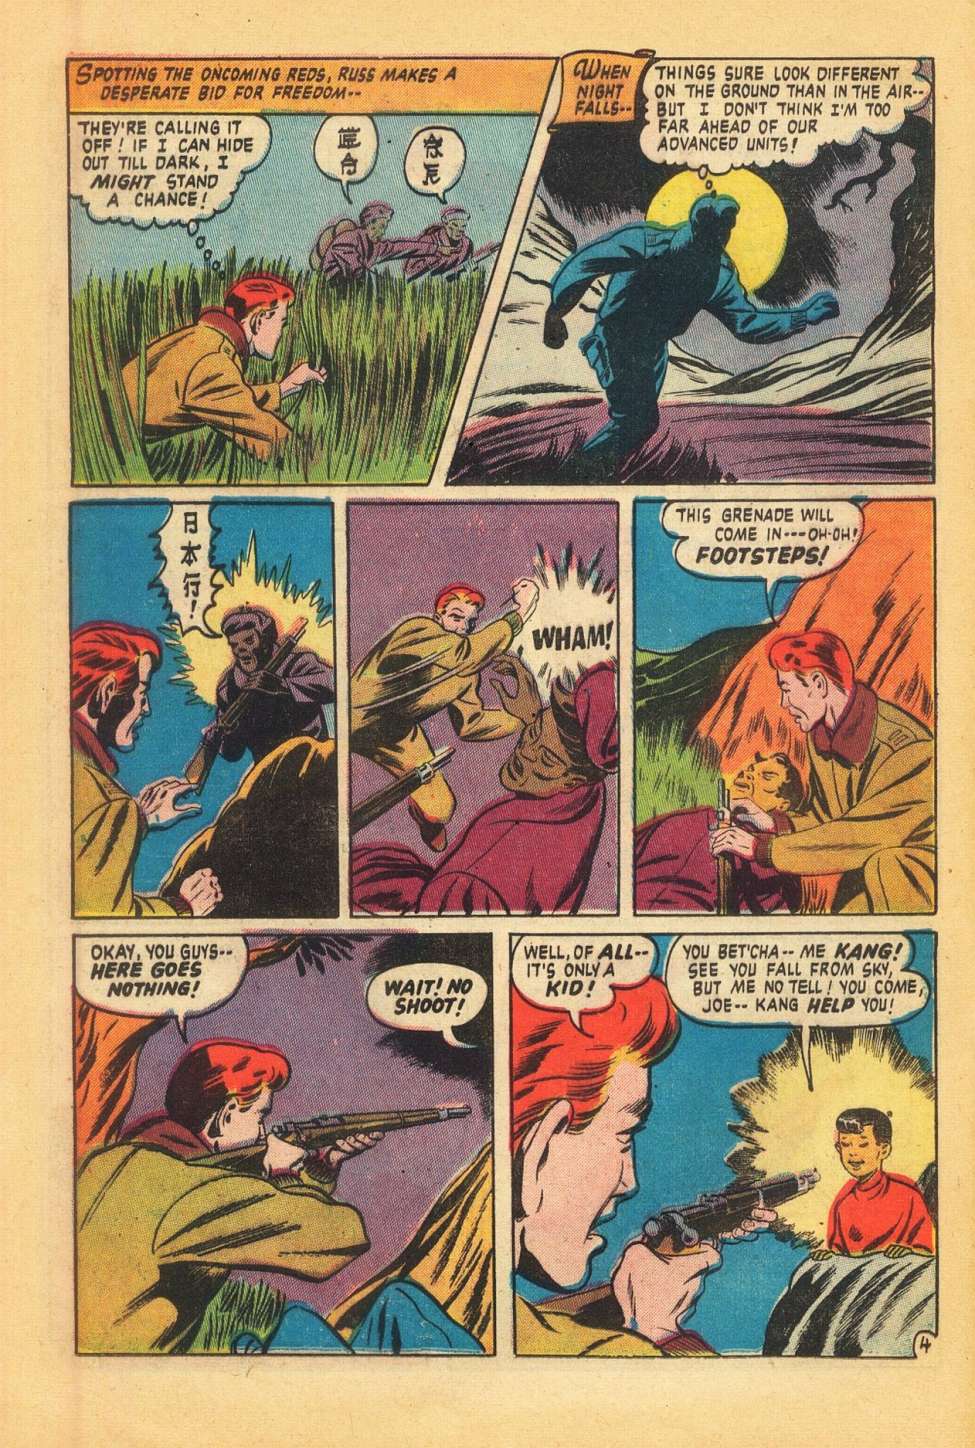 SPOTTING THE ONCOMING REDS, RUSS MAKES A
DESPERATE BID FOR FREEDOM--
THEY'RE CALLING IT
OFF! IF I CAN HIDE
OUT TILL DARK, I
MIGHT STAND
A CHANCE!
WHEN
NIGHT
FALLS--
THINGS SURE LOOK DIFFERENT
ON THE GROUND THAN IN THE AIR--
BUT I DON'T THINK I'M TOO
FAR AHEAD OF OUR
ADVANCED UNITS!
日本行!
WHAM!
THIS GRENADE WILL
COME IN---OH-OH!
FOOTSTEPS!
OKAY, YOU GUYS--
HERE GOES
NOTHING!
WAIT! NO
SHOOT!
WELL, OF ALL--
IT'S ONLY A
KID!
YOU BET'CHA-- ME KANG!
SEE YOU FALL FROM SKY,
BUT ME NO TELL! YOU COME,
JOE-- KANG HELP YOU!
4